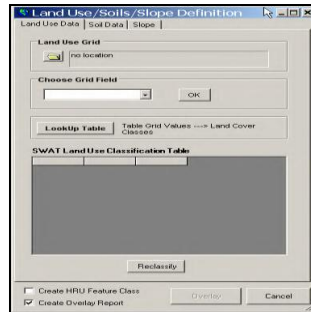 Land Use/Soils/Slope Definition
Land Use Data Soil Data Slope
Land Use Grid
no location
Choose Grid Field
OK
LookUp Table Table Grid Values ---> Land Cover Classes
SWAT Land Use Classification Table
Reclassify
Create HRU Feature Class
Create Overlay Report
Overlay Cancel